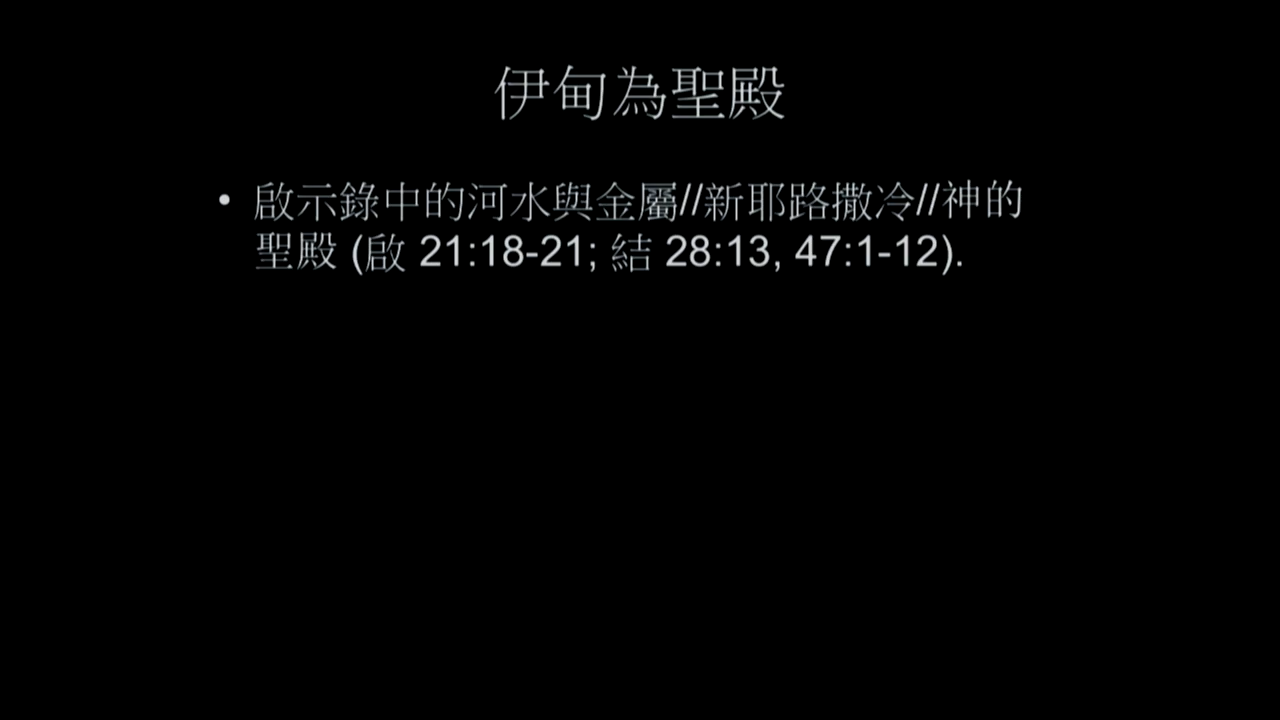 伊甸為聖殿
• 啟示錄中的河水與金屬//新耶路撒冷//神的
聖殿 (啟 21:18-21; 結 28:13, 47:1-12).